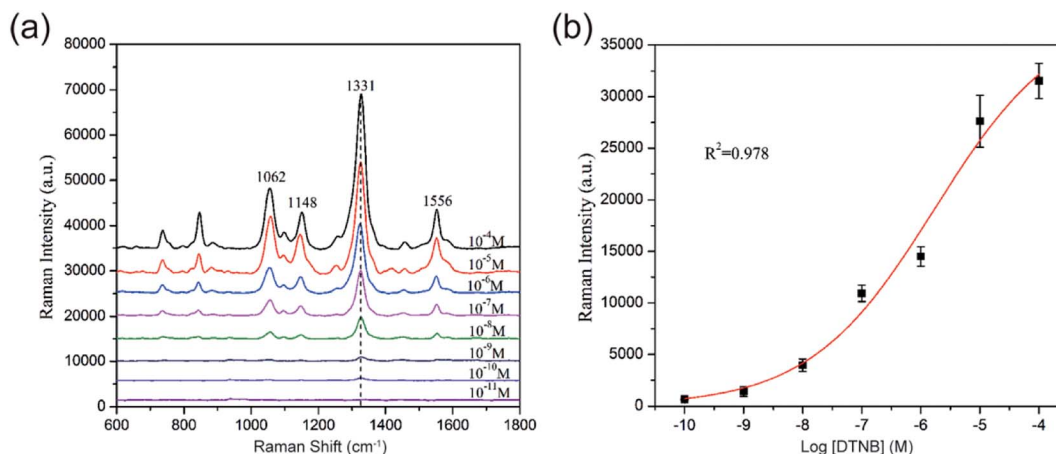 (a)
80000
70000
60000
50000
40000
30000
20000
10000
0
Raman Intensity (a.u.)
1331
1062
1148
1556
10⁻⁴M
10⁻⁵M
10⁻⁶M
10⁻⁷M
10⁻⁸M
10⁻⁹M
10⁻¹⁰M
10⁻¹¹M
600 800 1000 1200 1400 1600 1800
Raman Shift (cm⁻¹)
(b)
35000
30000
25000
20000
15000
10000
5000
0
Raman Intensity (a.u.)
R²=0.978
-10 -9 -8 -7 -6 -5 -4
Log [DTNB] (M)